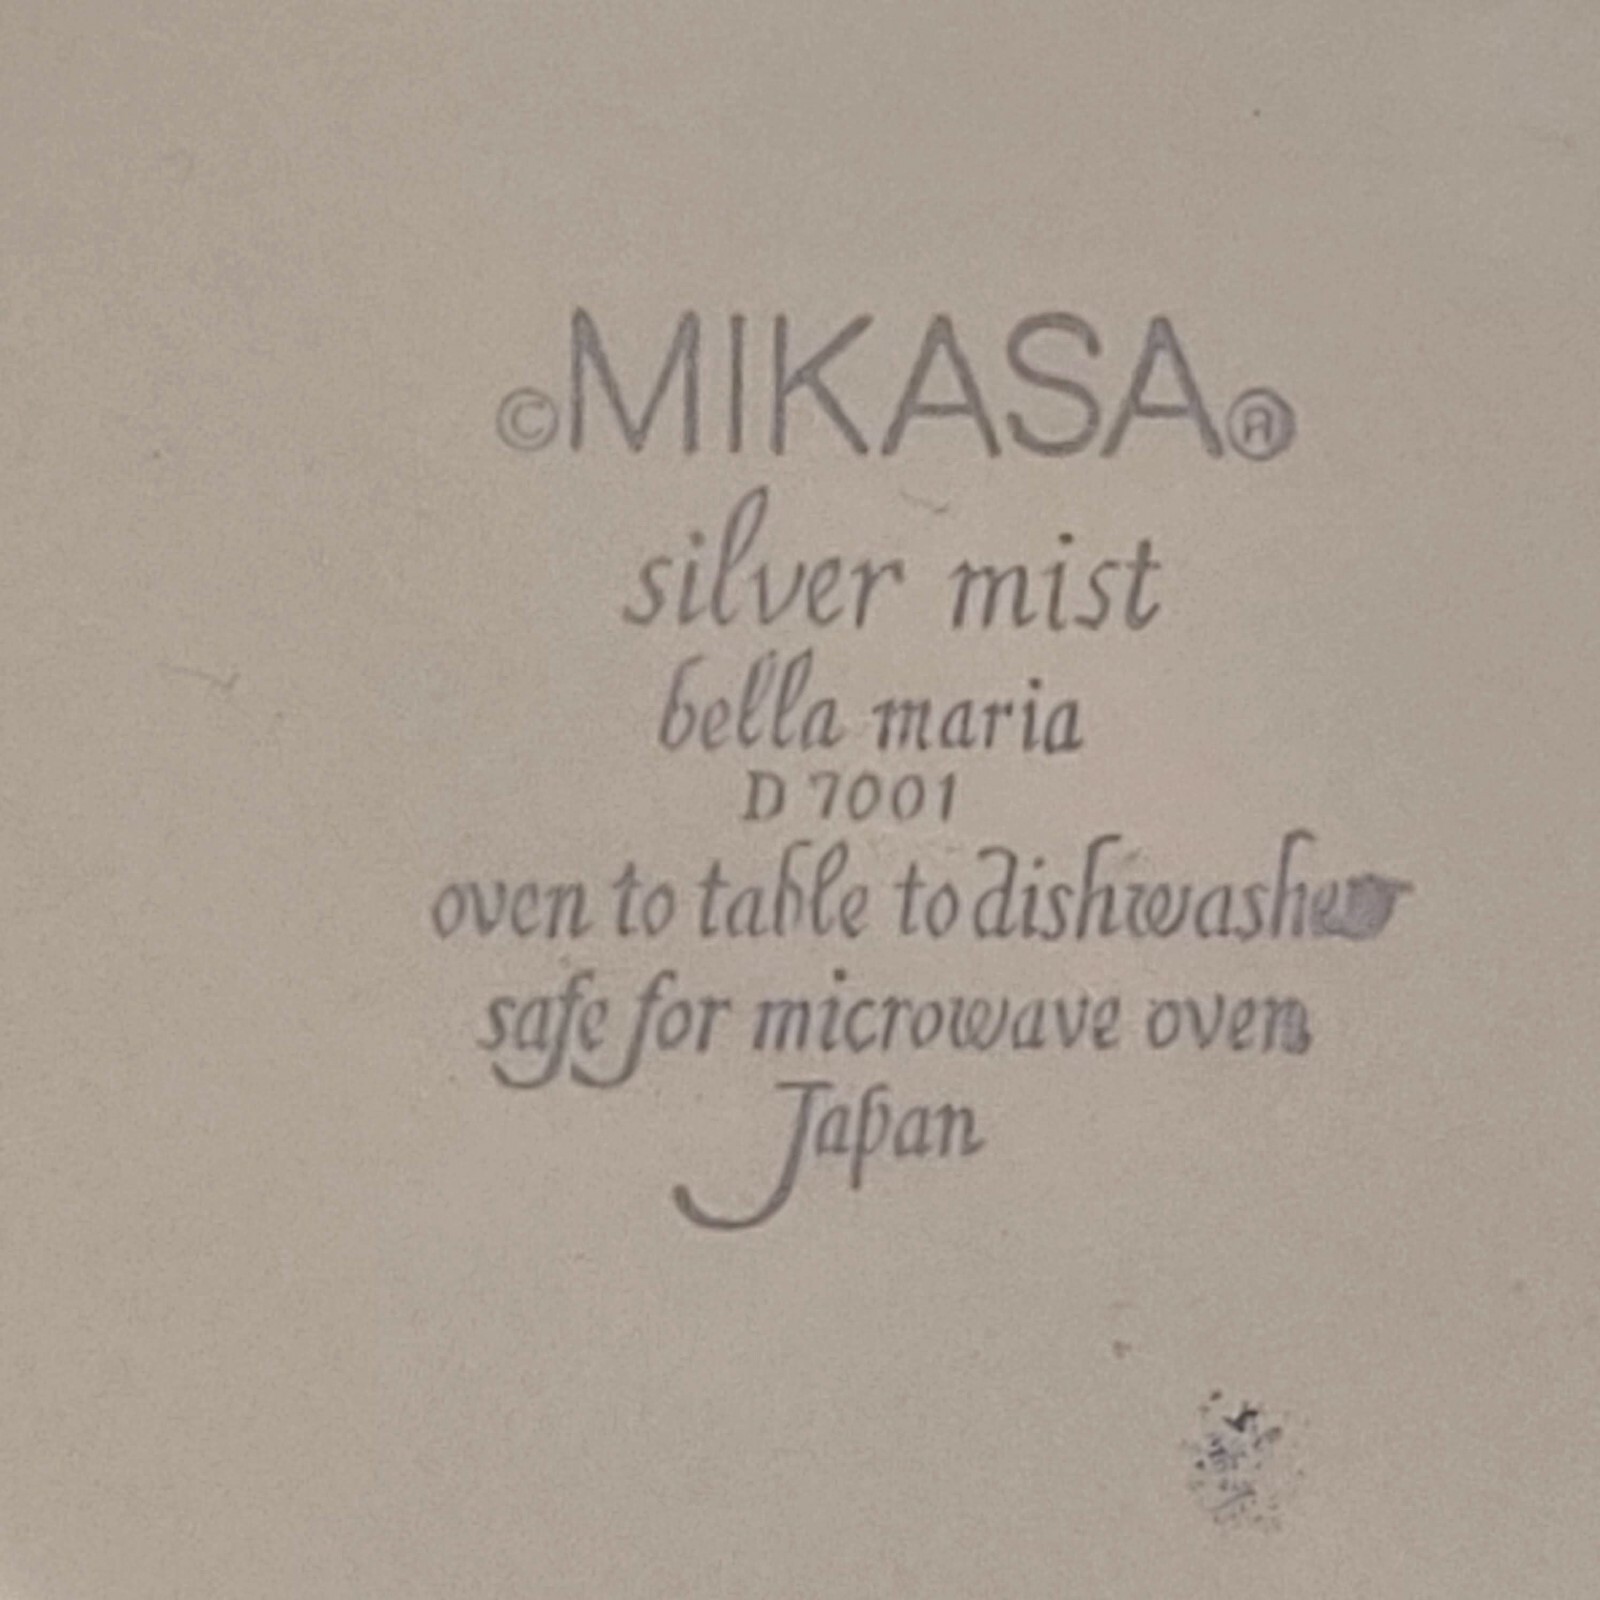 ©MIKASA®
silver mist
bella maria
D 7001
oven to table to dishwasher
safe for microwave oven
Japan